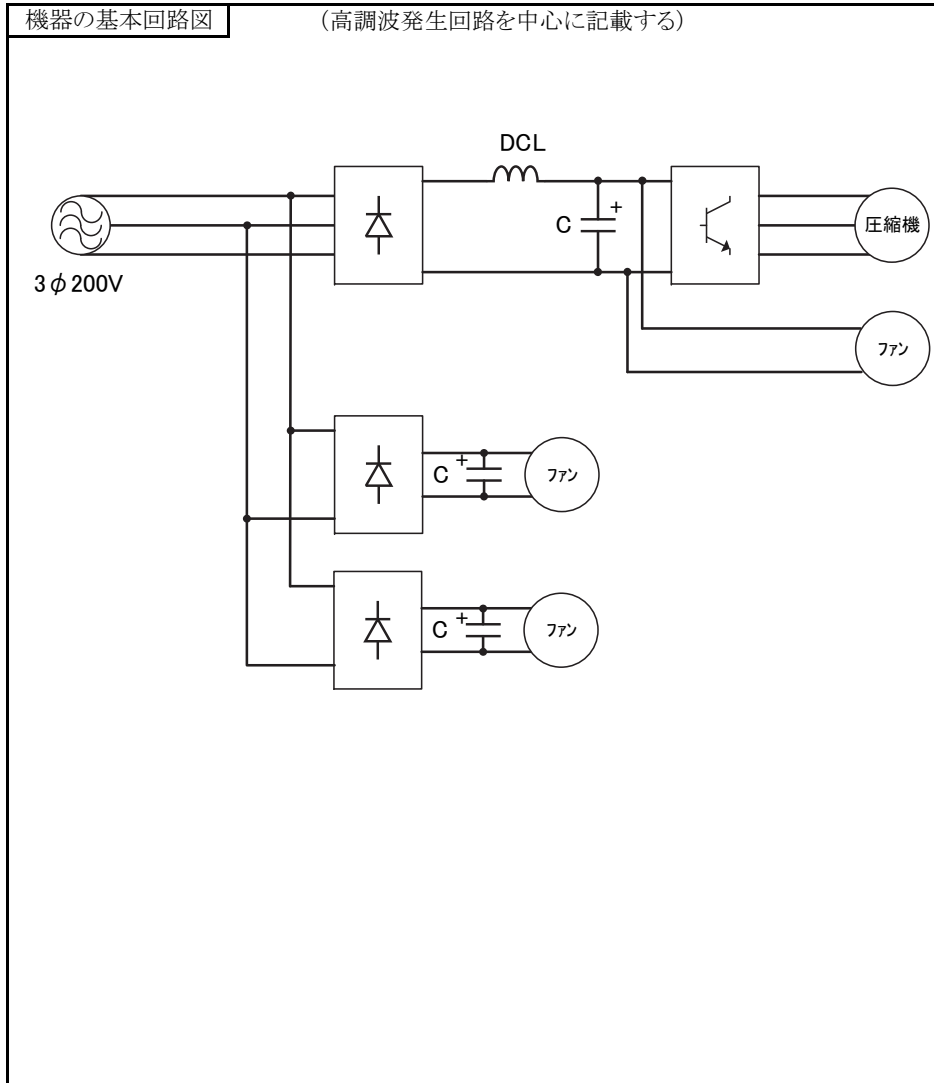 機器の基本回路図
(高調波発生回路を中心に記載する)
DCL
C +
圧縮機
3φ200V
ファン
C +
ファン
C +
ファン